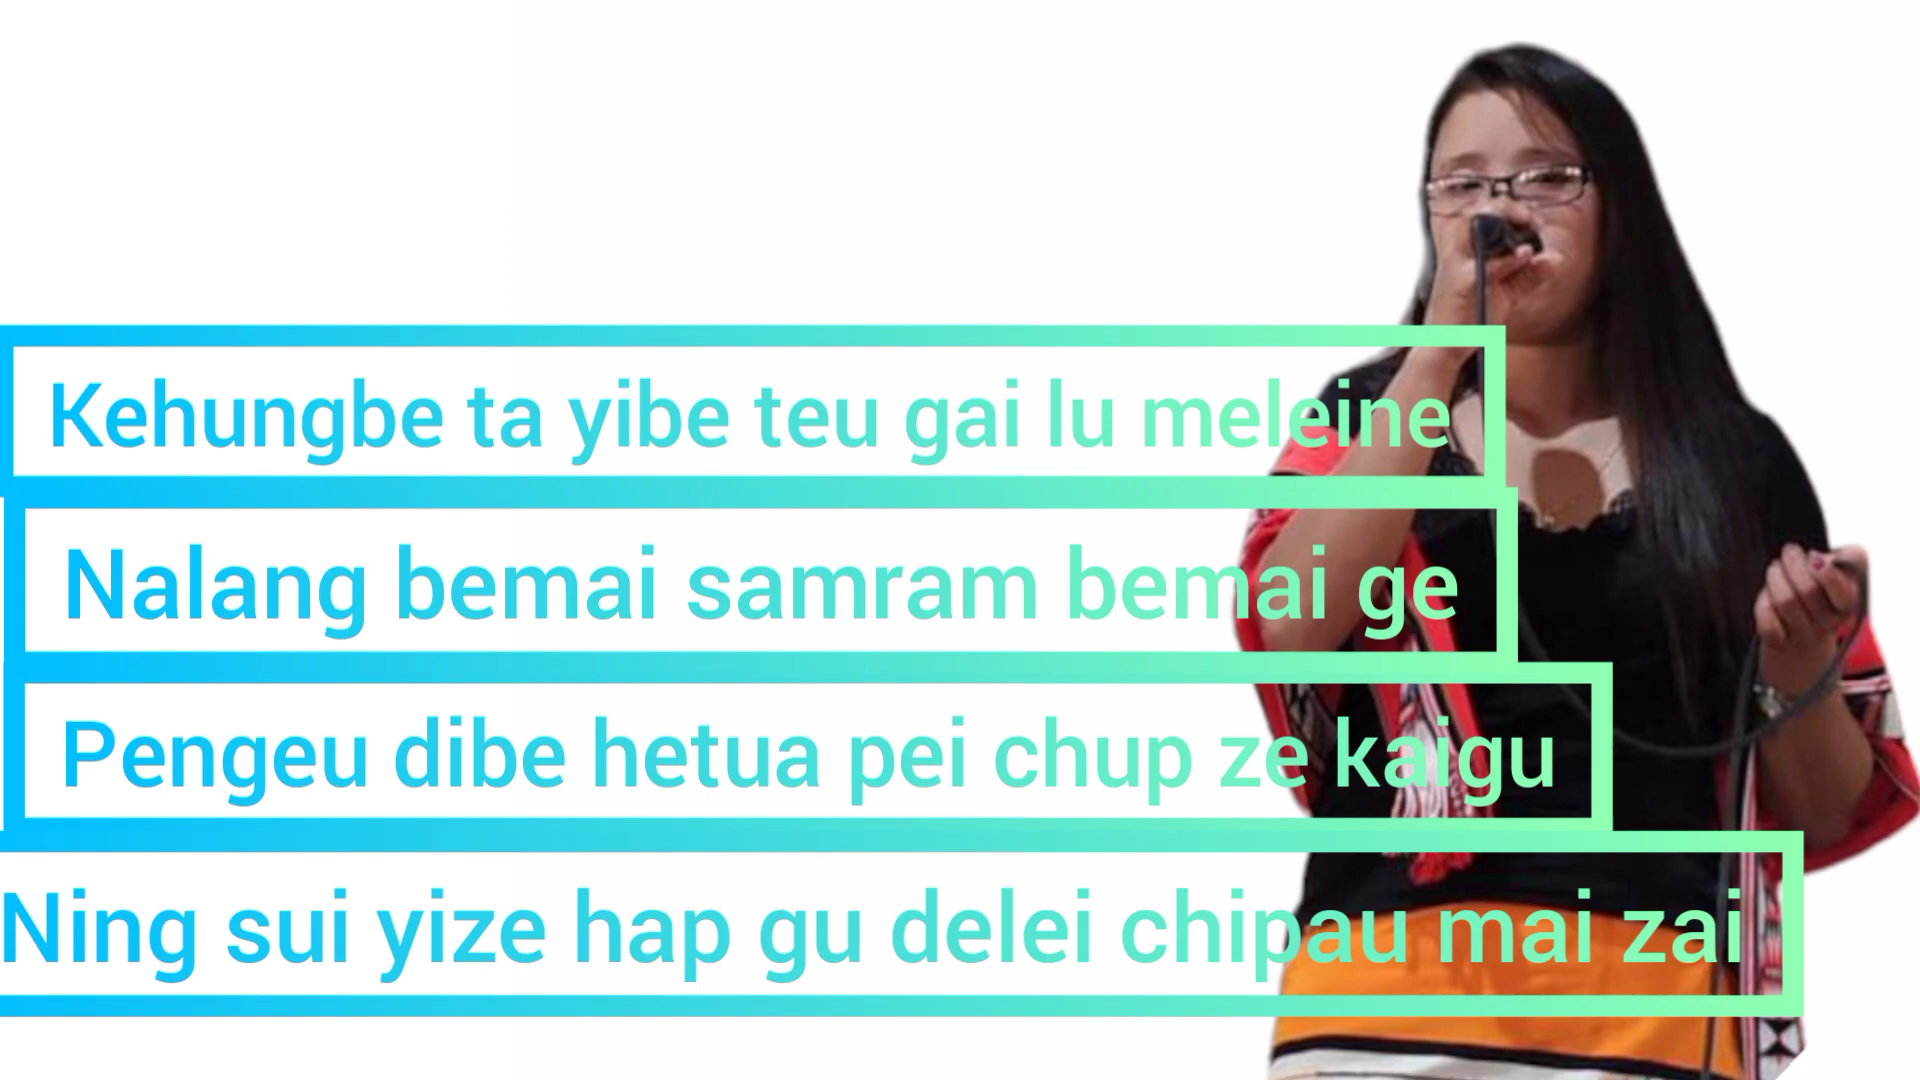 Kehungbe ta yibe teu gai lu meleine
Nalang bemai samram bemai ge
Pengeu dibe hetua pei chup ze kaigu
Ning sui yize hap gu delei chipau mai zai